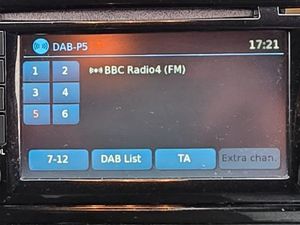 DAB-P5 17:21
1 2 BBC Radio4 (FM)
3 4
5 6
7-12 DAB List TA Extra chan.